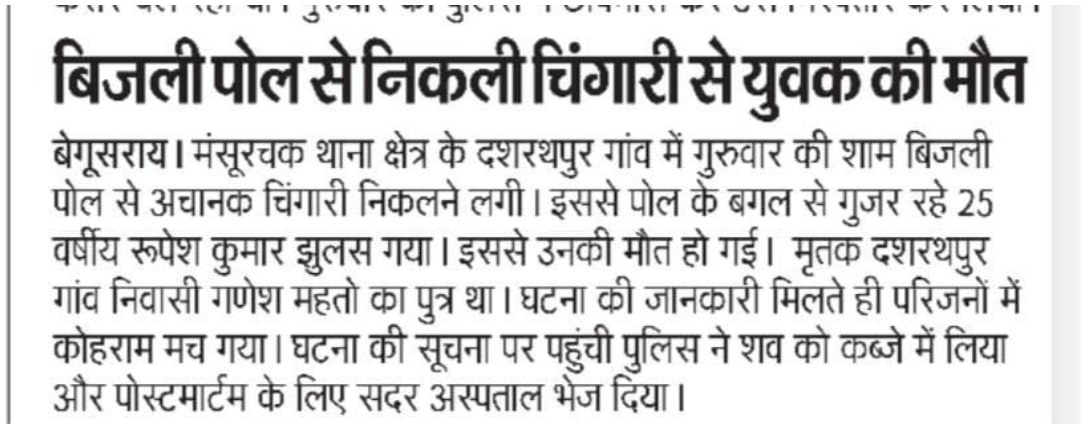 बिजली पोल से निकली चिंगारी से युवक की मौत
बेगूसराय। मंसूरचक थाना क्षेत्र के दशरथपुर गांव में गुरुवार की शाम बिजली
पोल से अचानक चिंगारी निकलने लगी। इससे पोल के बगल से गुजर रहे 25
वर्षीय रूपेश कुमार झुलस गया। इससे उनकी मौत हो गई। मृतक दशरथपुर
गांव निवासी गणेश महतो का पुत्र था। घटना की जानकारी मिलते ही परिजनों में
कोहराम मच गया। घटना की सूचना पर पहुंची पुलिस ने शव को कब्जे में लिया
और पोस्टमार्टम के लिए सदर अस्पताल भेज दिया।